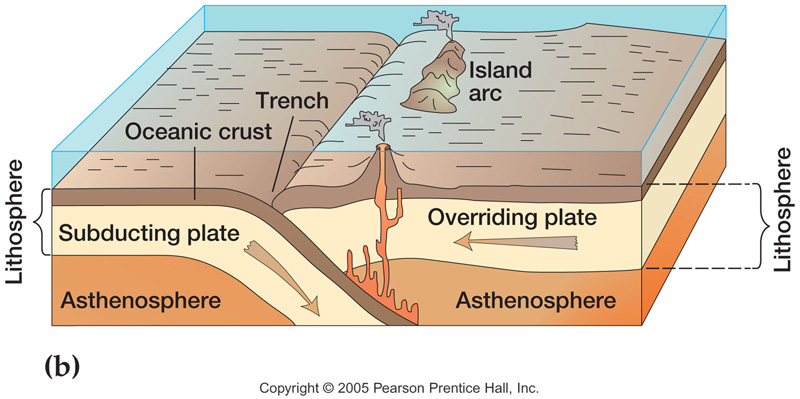 Island
arc
Trench
Oceanic crust
Lithosphere
Subducting plate
Overriding plate
Lithosphere
Asthenosphere
Asthenosphere
(b)
Copyright © 2005 Pearson Prentice Hall, Inc.